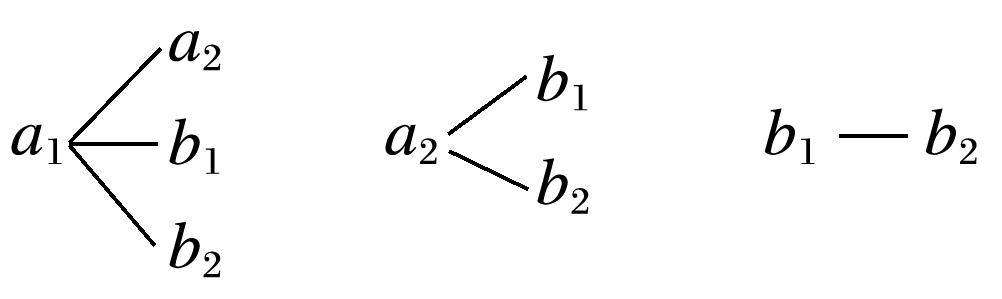 a₁
a₂
b₁
b₂
a₂
b₁
b₂
b₁ — b₂